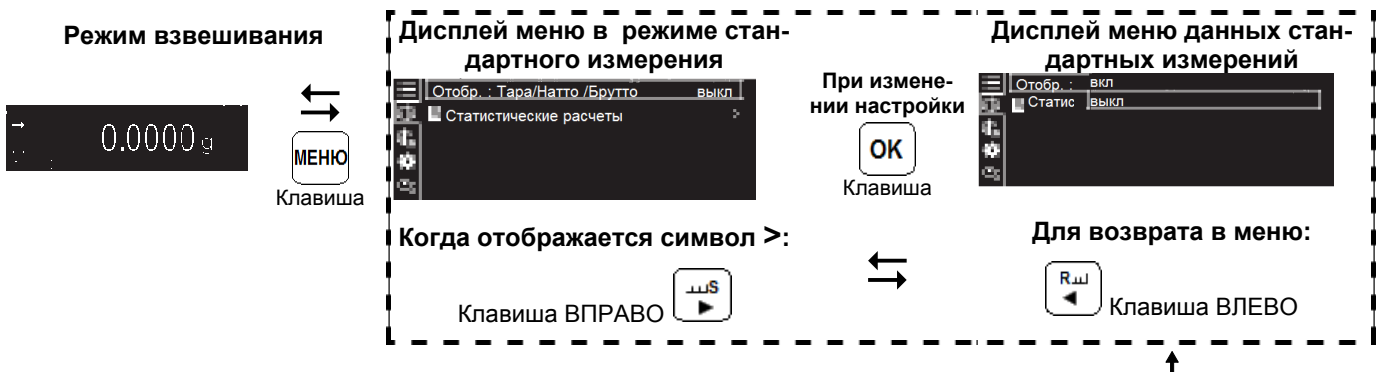 Режим взвешивания
0.0000 g
МЕНЮ
Клавиша
Дисплей меню в режиме стан-
дартного измерения
Отобр. : Тара/Натто /Брутто выкл
Статистические расчеты >
При измене-
нии настройки
OK
Клавиша
Дисплей меню данных стан-
дартных измерений
Отобр. : вкл
Статис выкл
Когда отображается символ >:
Клавиша ВПРАВО
S
Для возврата в меню:
R
Клавиша ВЛЕВО